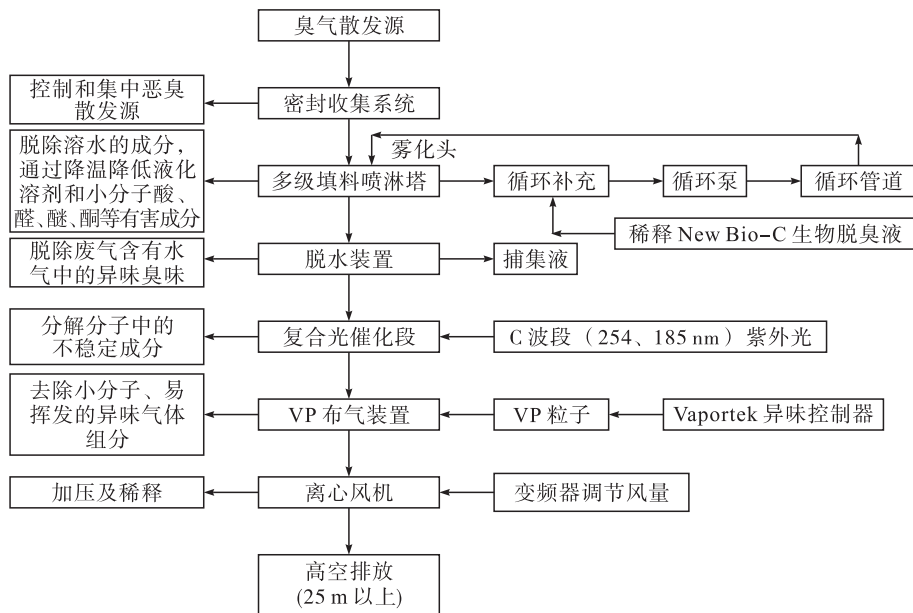 臭气散发源
控制和集中恶臭
散发源
密封收集系统
脱除溶水的成分，
通过降温降低液化
溶剂和小分子酸、
醛、醚、酮等有害成分
雾化头
多级填料喷淋塔
循环补充
循环泵
循环管道
稀释 New Bio-C 生物脱臭液
脱除废气含有水
气中的异味臭味
脱水装置
捕集液
分解分子中的
不稳定成分
复合光催化段
C 波段（254、185 nm）紫外光
去除小分子、易
挥发的异味气体
组分
VP 布气装置
VP 粒子
Vaportek 异味控制器
加压及稀释
离心风机
变频器调节风量
高空排放
(25 m 以上)